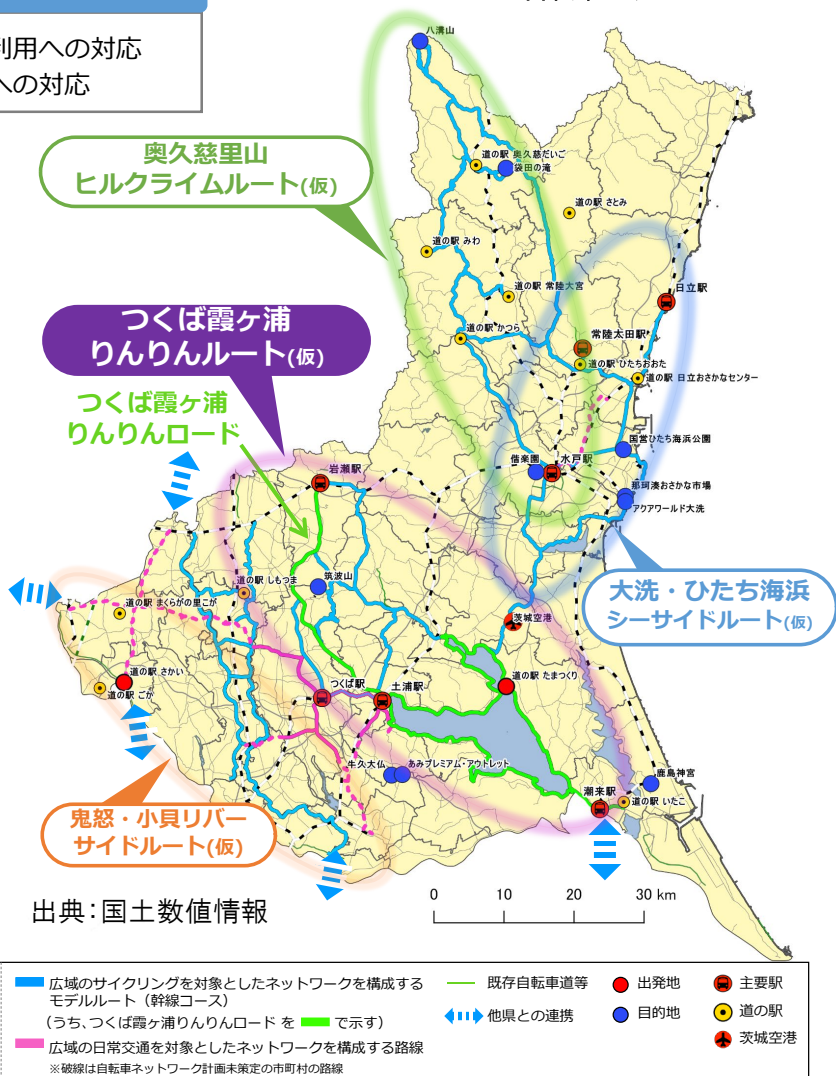 利用への対応
への対応
八溝山
奥久慈里山
ヒルクライムルート(仮)
道の駅 奥久慈だいご
袋田の滝
道の駅 さとみ
道の駅 みわ
道の駅 常陸大宮
日立駅
つくば霞ヶ浦
りんりんルート(仮)
道の駅 かつら
常陸太田駅
道の駅 ひたちおおた
道の駅 日立おさかなセンター
つくば霞ヶ浦
りんりんロード
国営ひたち海浜公園
岩瀬駅
偕楽園
水戸駅
那珂湊おさかな市場
アクアワールド大洗
道の駅 しもつま
筑波山
大洗・ひたち海浜
シーサイドルート(仮)
道の駅 まくらがの里こが
茨城空港
道の駅 さかい
道の駅 ごか
つくば駅
土浦駅
道の駅 たまつくり
牛久大仏
あみプレミアム・アウトレット
鹿島神宮
潮来駅
道の駅 いたこ
鬼怒・小貝リバー
サイドルート(仮)
出典：国土数値情報
0 10 20 30 km
広域のサイクリングを対象としたネットワークを構成する
モデルルート（幹線コース）
（うち、つくば霞ヶ浦りんりんロード を で示す）
広域の日常交通を対象としたネットワークを構成する路線
※破線は自転車ネットワーク計画未策定の市町村の路線
既存自転車道等
他県との連携
出発地
目的地
主要駅
道の駅
茨城空港